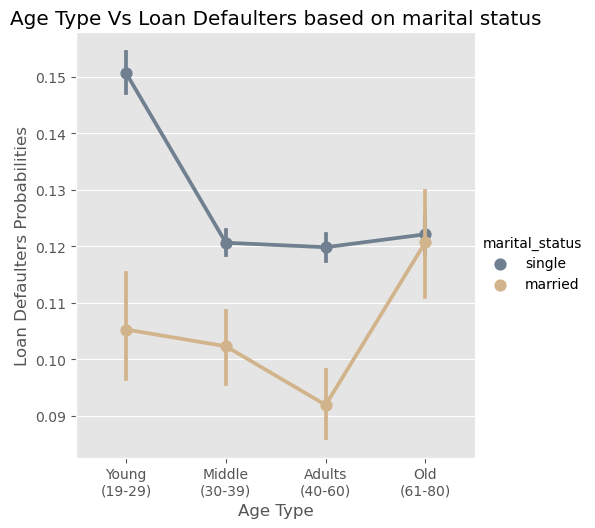 Age Type Vs Loan Defaulters based on marital status
Loan Defaulters Probabilities
0.15
0.14
0.13
0.12
0.11
0.10
0.09
Young
(19-29)
Middle
(30-39)
Adults
(40-60)
Old
(61-80)
Age Type
marital_status
single
married